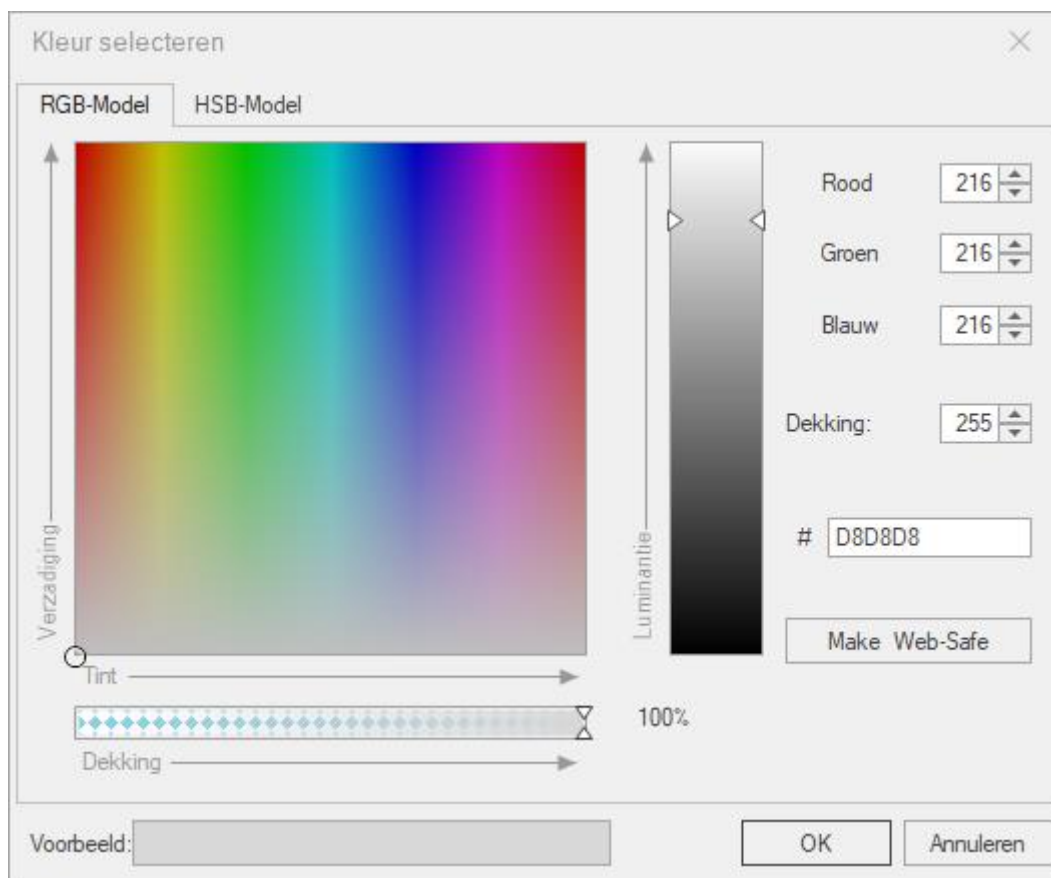 Kleur selecteren
RGB-Model HSB-Model
Verzadiging
Tint
Dekking
Luminantie
100%
Rood 216
Groen 216
Blauw 216
Dekking: 255
# D8D8D8
Make Web-Safe
Voorbeeld:
OK Annuleren